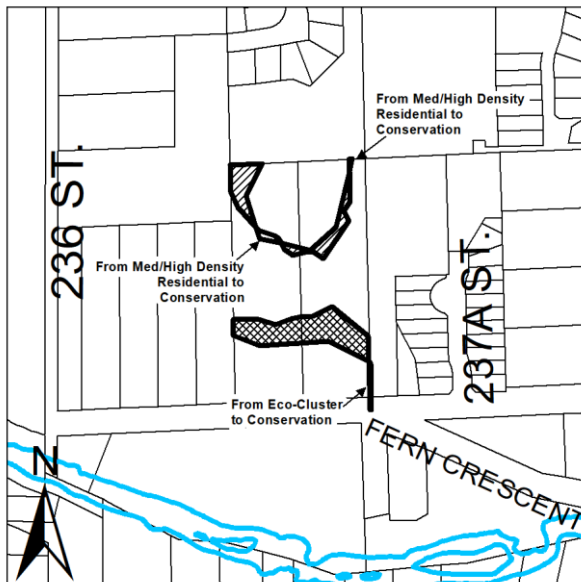 From Med/High Density
Residential to
Conservation
236 ST.
237A ST.
From Med/High Density
Residential to
Conservation
From Eco-Cluster
to Conservation
FERN CRESCENT
N